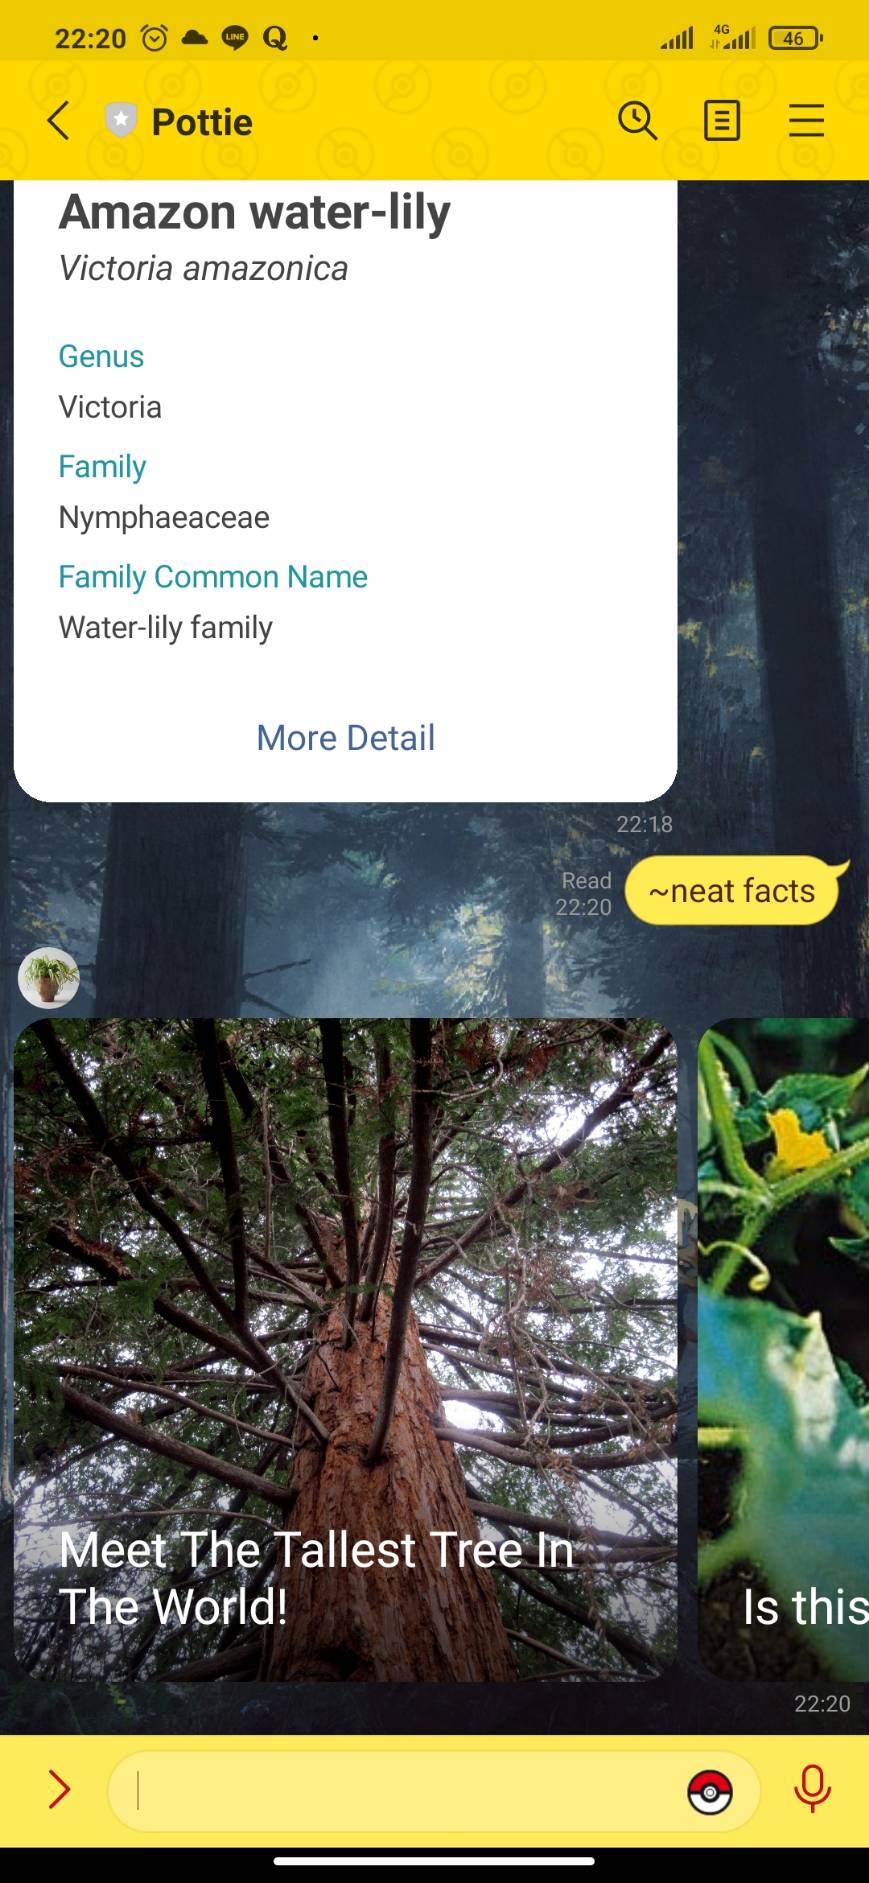 22:20 LINE Q 4G 46
Pottie
Amazon water-lily
Victoria amazonica
Genus
Victoria
Family
Nymphaeaceae
Family Common Name
Water-lily family
More Detail
22:18
Read
22:20
~neat facts
Meet The Tallest Tree In
The World!
Is this
22:20